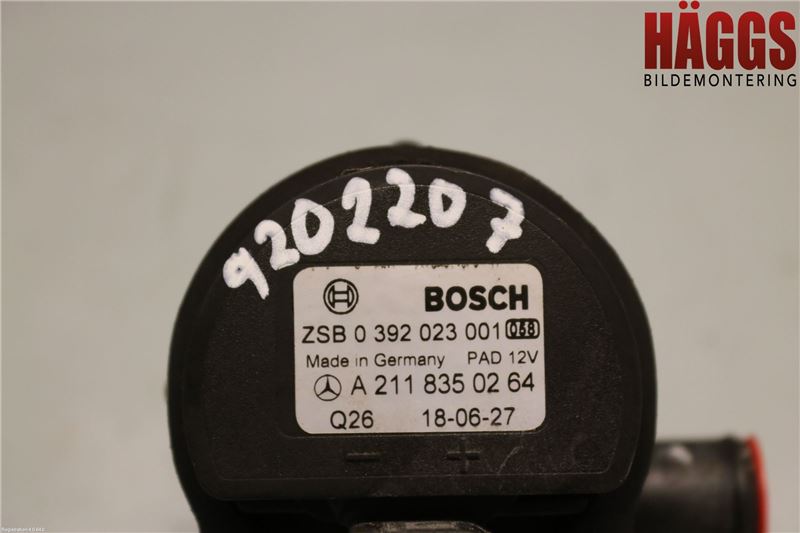 HÄGGS
BILDEMONTERING
9202207
BOSCH
ZSB 0 392 023 001 068
Made in Germany PAD 12V
A 211 835 02 64
Q26 18-06-27
- +